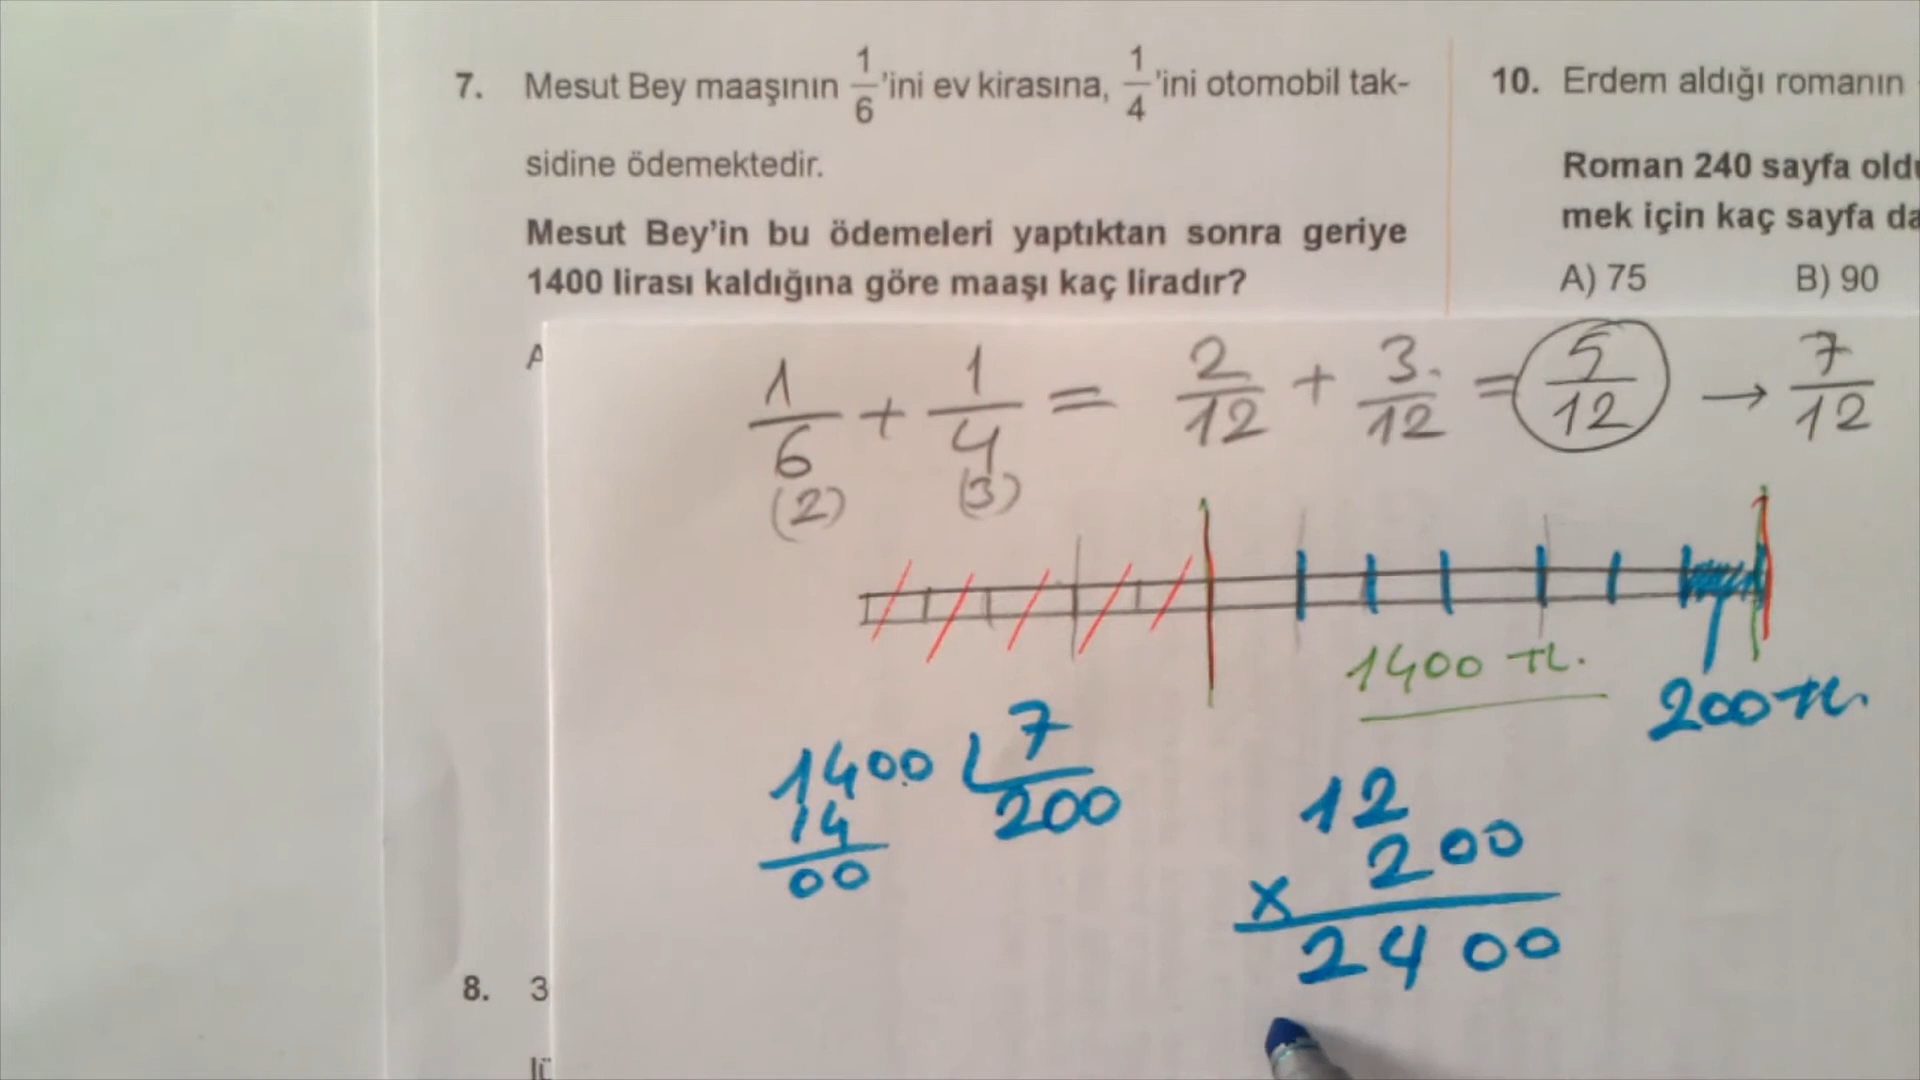 7. Mesut Bey maaşının 1/6 'ini ev kirasına, 1/4 'ini otomobil tak-
sidine ödemektedir.
Mesut Bey'in bu ödemeleri yaptıktan sonra geriye
1400 lirası kaldığına göre maaşı kaç liradır?
A
10. Erdem aldığı romanın
Roman 240 sayfa
mek için kaç sayfa
A) 75 B) 90
1/6 + 1/4 = 2/12 + 3/12 = 5/12 → 7/12
(2) (3)
1400 TL.
200 TL.
1400 7
14 200
00
12
200
x
2400
8. 3